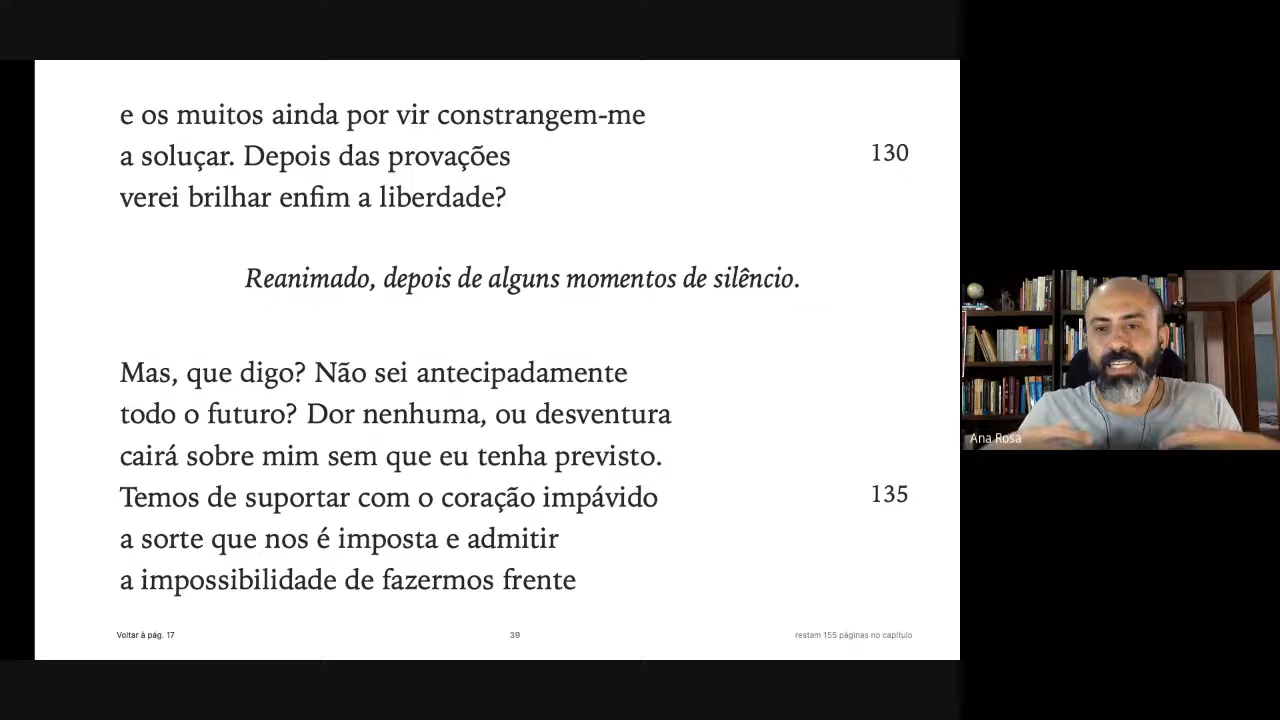 e os muitos ainda por vir constrangem-me
a soluçar. Depois das provações 130
verei brilhar enfim a liberdade?
Reanimado, depois de alguns momentos de silêncio.
Mas, que digo? Não sei antecipadamente
todo o futuro? Dor nenhuma, ou desventura
cairá sobre mim sem que eu tenha previsto.
Temos de suportar com o coração impávido 135
a sorte que nos é imposta e admitir
a impossibilidade de fazermos frente
Voltar à pág. 17 39 restam 155 páginas no capítulo
Ana Rosa